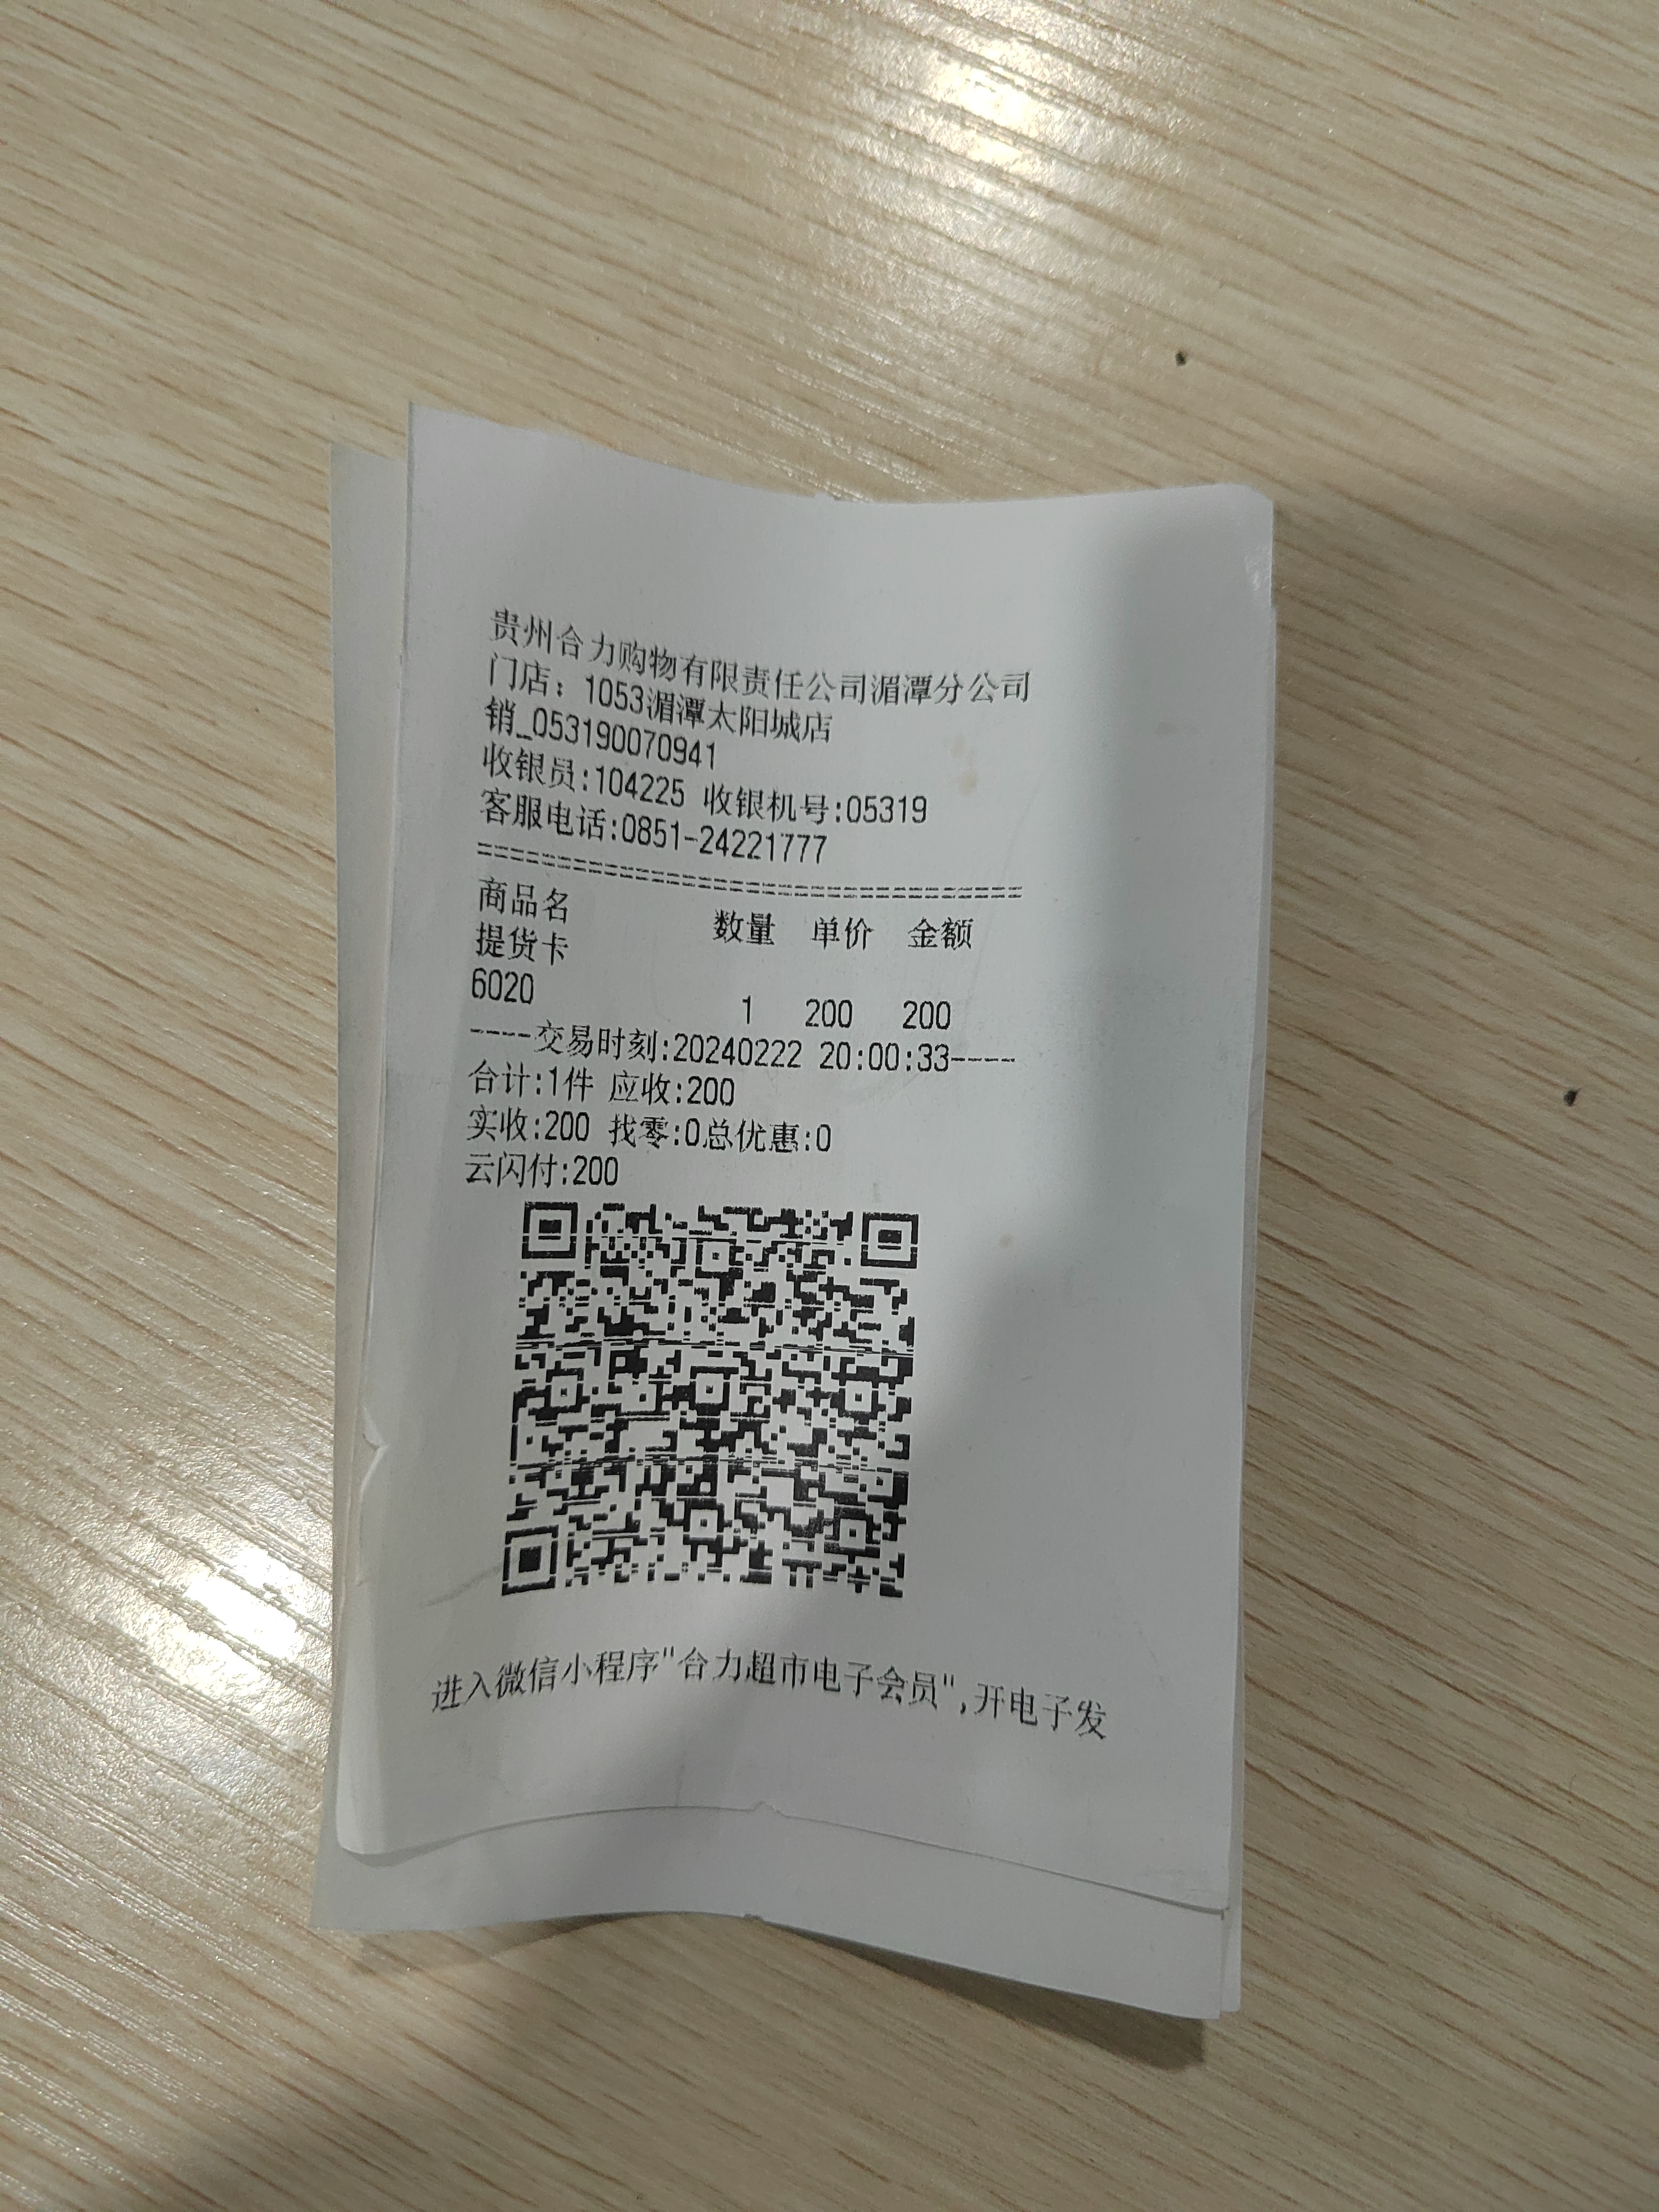 贵州合力购物有限责任公司湄潭分公司
门店：1053湄潭太阳城店
销_053190070941
收银员:104225 收银机号:05319
客服电话:0851-24221777
==================================
商品名 数量 单价 金额
提货卡
6020 1 200 200
----交易时刻:20240222 20:00:33----
合计:1件 应收:200
实收:200 找零:0总优惠:0
云闪付:200
进入微信小程序"合力超市电子会员",开电子发